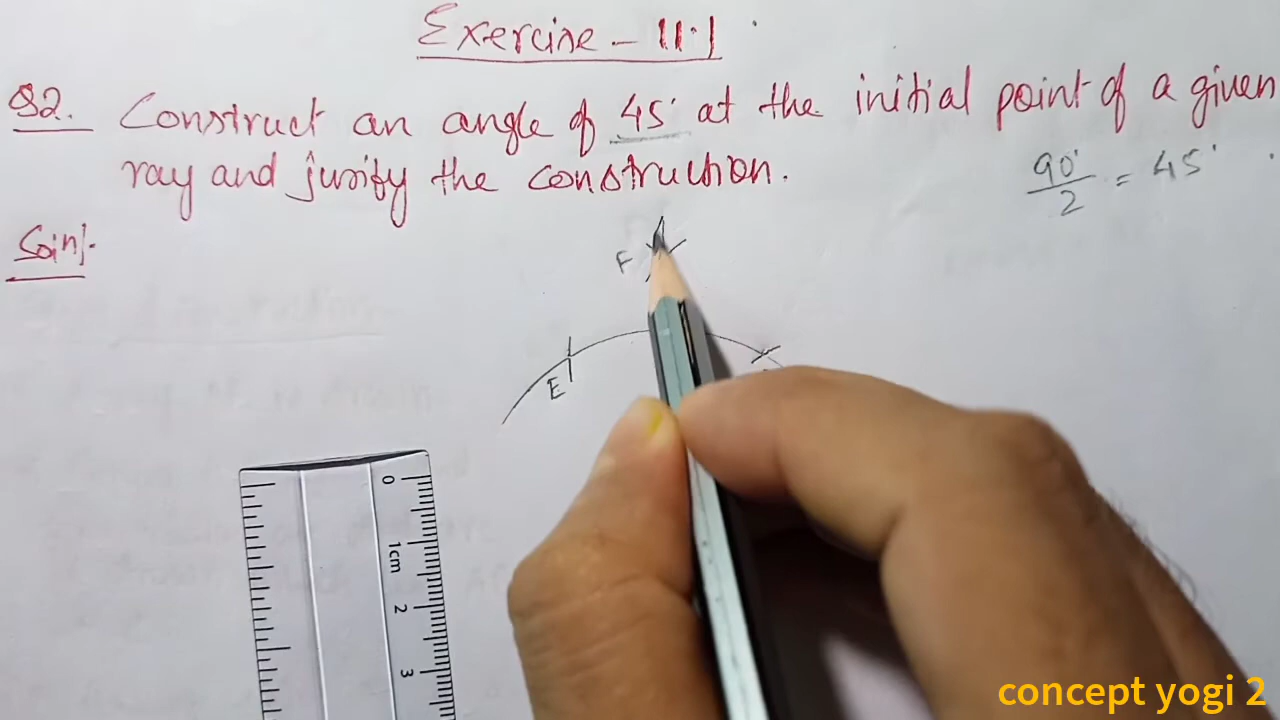 Exercise - 11.1
Q2. Construct an angle of 45° at the initial point of a given
ray and jusify the construction.
90°/2 = 45°
Soln:-
F
E
0
1cm
2
3
concept yogi 2